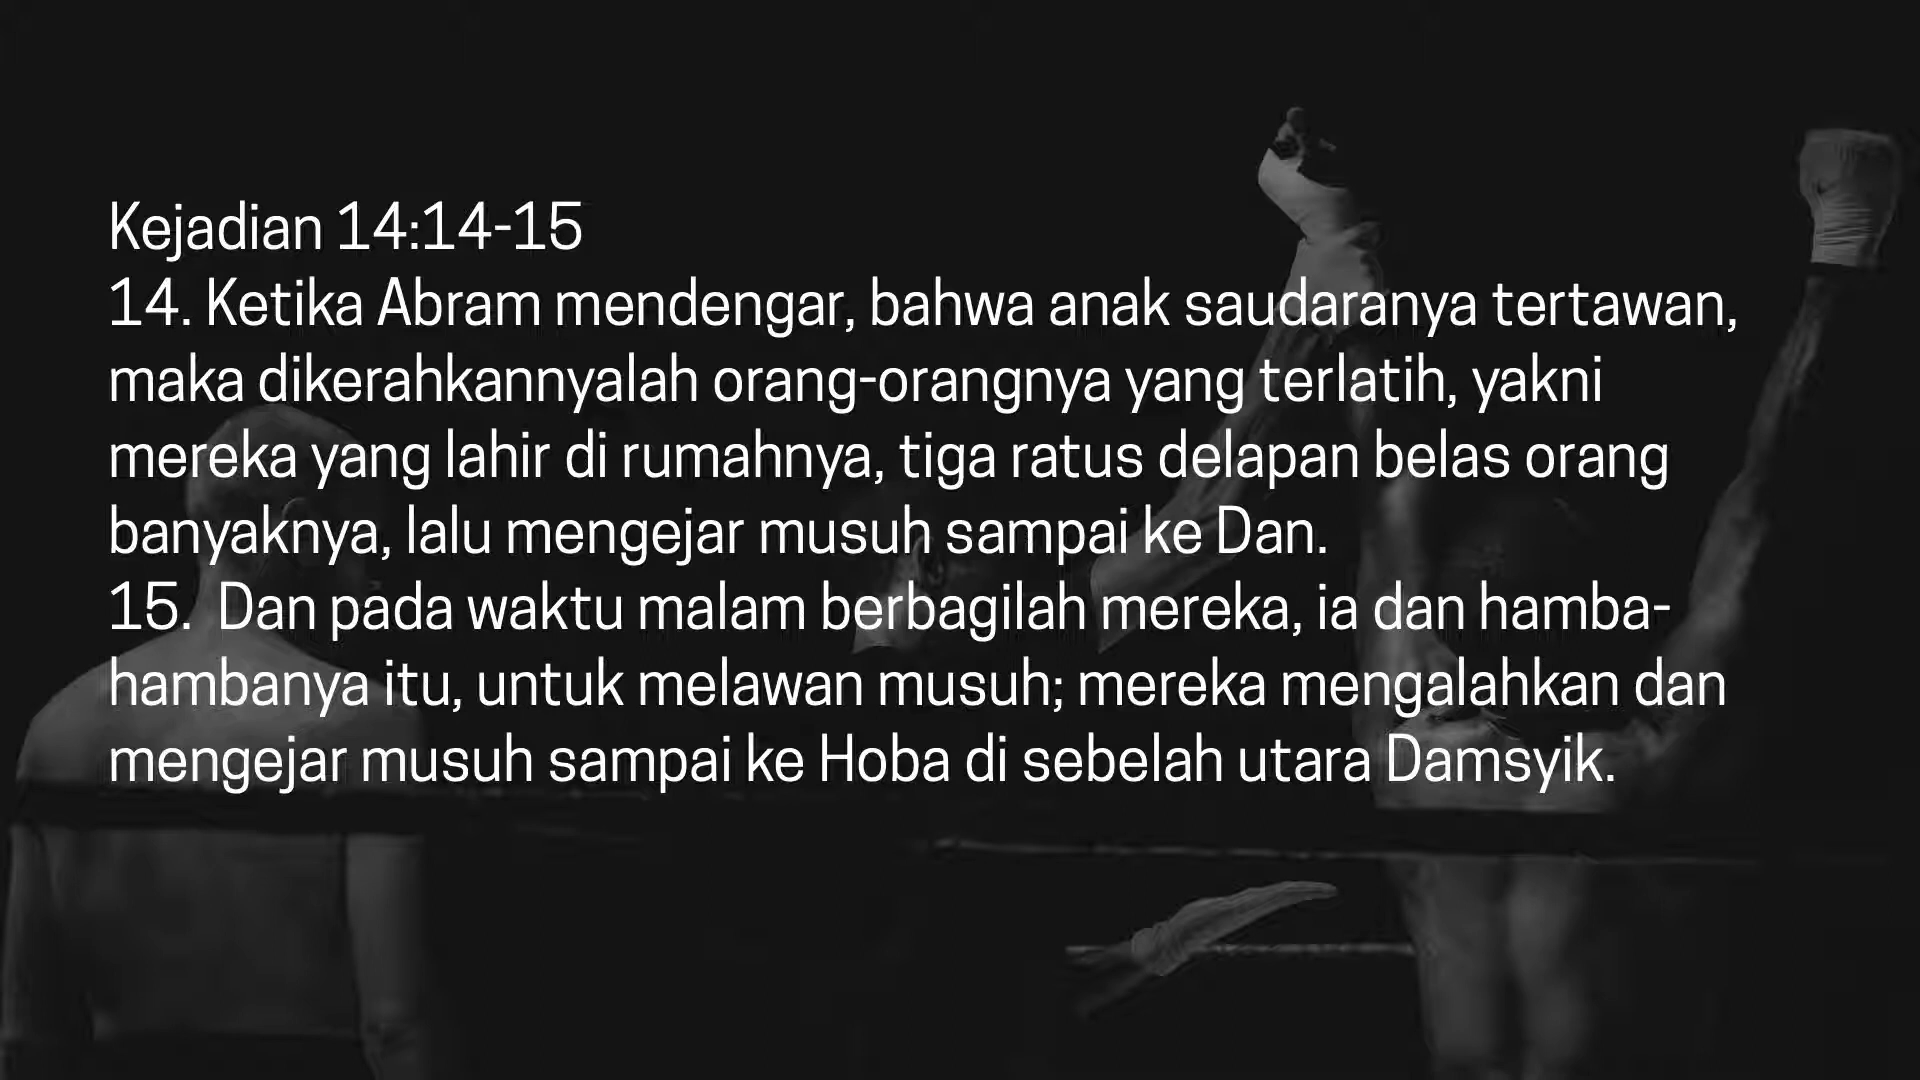 Kejadian 14:14-15
14. Ketika Abram mendengar, bahwa anak saudaranya tertawan,
maka dikerahkannyalah orang-orangnya yang terlatih, yakni
mereka yang lahir di rumahnya, tiga ratus delapan belas orang
banyaknya, lalu mengejar musuh sampai ke Dan.
15.  Dan pada waktu malam berbagilah mereka, ia dan hamba-
hambanya itu, untuk melawan musuh; mereka mengalahkan dan
mengejar musuh sampai ke Hoba di sebelah utara Damsyik.